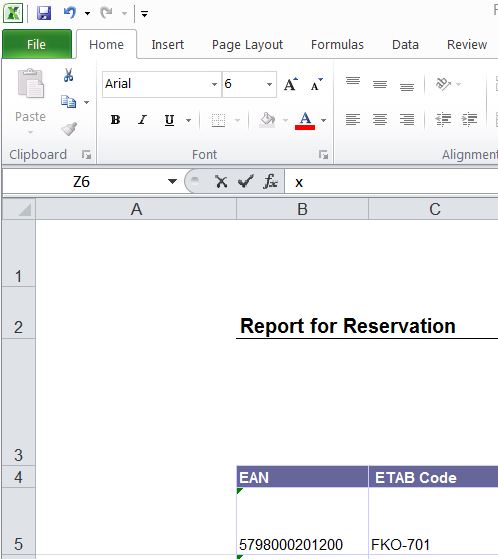 F
File Home Insert Page Layout Formulas Data Review
Paste
Arial 6 A A
B I U A
Clipboard Font Alignment
Z6 fx x
A B C
1
2 Report for Reservation
3
4 EAN ETAB Code
5 5798000201200 FKO-701